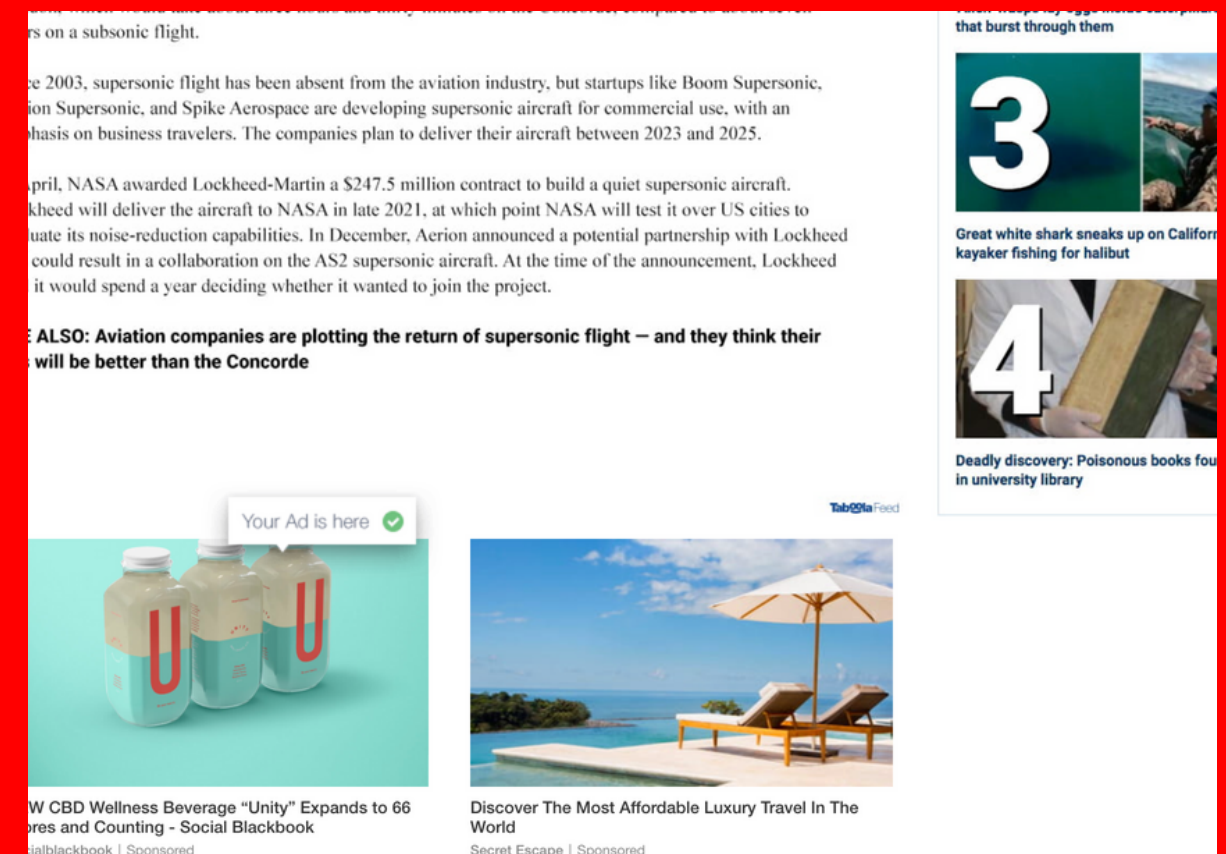 rs on a subsonic flight.
ce 2003, supersonic flight has been absent from the aviation industry, but startups like Boom Supersonic,
ion Supersonic, and Spike Aerospace are developing supersonic aircraft for commercial use, with an
phasis on business travelers. The companies plan to deliver their aircraft between 2023 and 2025.
April, NASA awarded Lockheed-Martin a $247.5 million contract to build a quiet supersonic aircraft.
kheed will deliver the aircraft to NASA in late 2021, at which point NASA will test it over US cities to
luate its noise-reduction capabilities. In December, Aerion announced a potential partnership with Lockheed
could result in a collaboration on the AS2 supersonic aircraft. At the time of the announcement, Lockheed
it would spend a year deciding whether it wanted to join the project.
E ALSO: Aviation companies are plotting the return of supersonic flight — and they think their
s will be better than the Concorde
that burst through them
3
Great white shark sneaks up on Californ
kayaker fishing for halibut
4
Deadly discovery: Poisonous books fou
in university library
Taboola Feed
Your Ad is here
U U
W CBD Wellness Beverage “Unity” Expands to 66
ores and Counting - Social Blackbook
ialblackbook | Sponsored
Discover The Most Affordable Luxury Travel In The
World
Secret Escape | Sponsored